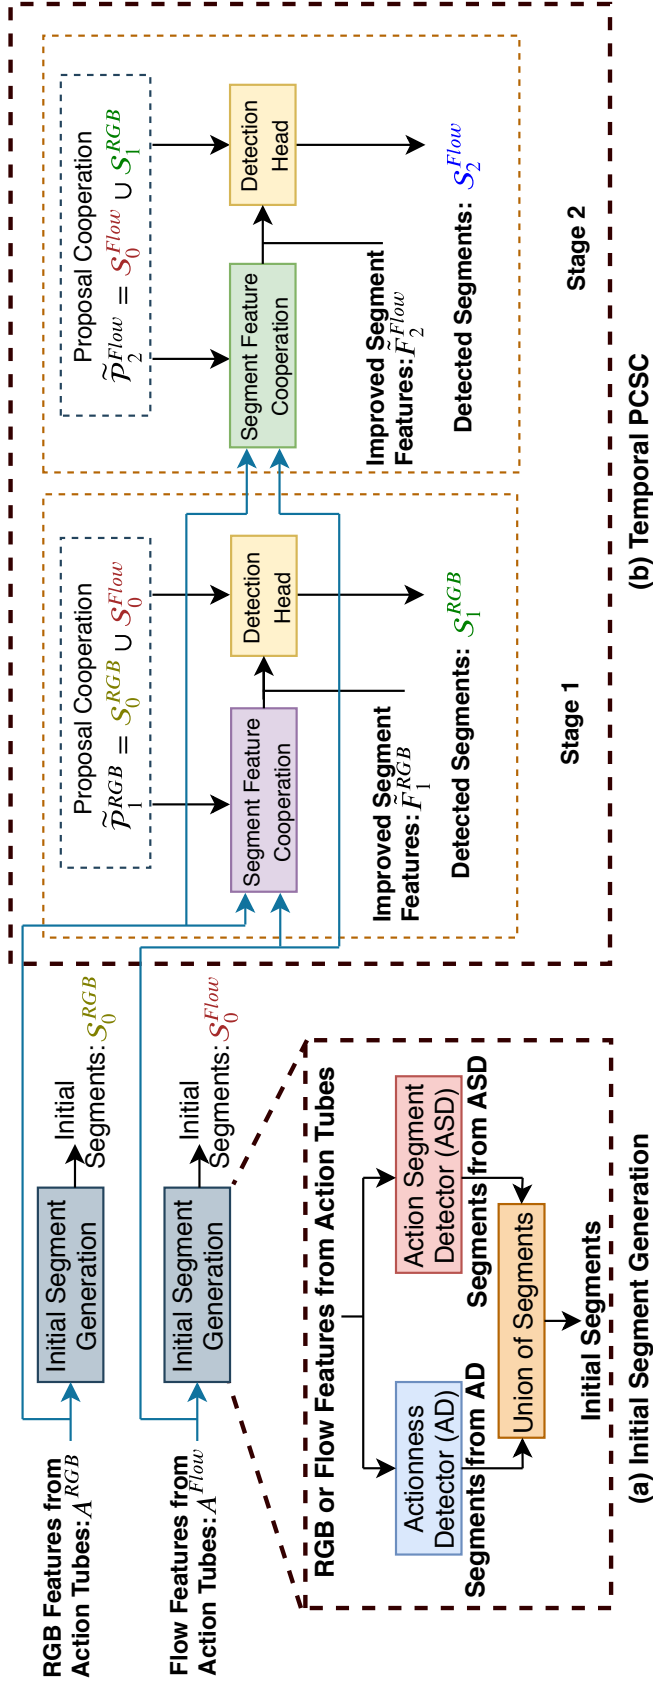 RGB Features from
Action Tubes: A^{RGB}
Initial Segment
Generation
Initial
Segments: S_0^{RGB}
Flow Features from
Action Tubes: A^{Flow}
Initial Segment
Generation
Initial
Segments: S_0^{Flow}
RGB or Flow Features from Action Tubes
Actionness
Detector (AD)
Action Segment
Detector (ASD)
Segments from AD
Segments from ASD
Union of Segments
Initial Segments
(a) Initial Segment Generation
Proposal Cooperation
P̃_1^{RGB} = S_0^{RGB} ∪ S_0^{Flow}
Segment Feature
Cooperation
Detection
Head
Improved Segment
Features: F̃_1^{RGB}
Detected Segments: S_1^{RGB}
Stage 1
Proposal Cooperation
P̃_2^{Flow} = S_0^{Flow} ∪ S_1^{RGB}
Segment Feature
Cooperation
Detection
Head
Improved Segment
Features: F̃_2^{Flow}
Detected Segments: S_2^{Flow}
Stage 2
(b) Temporal PCSC